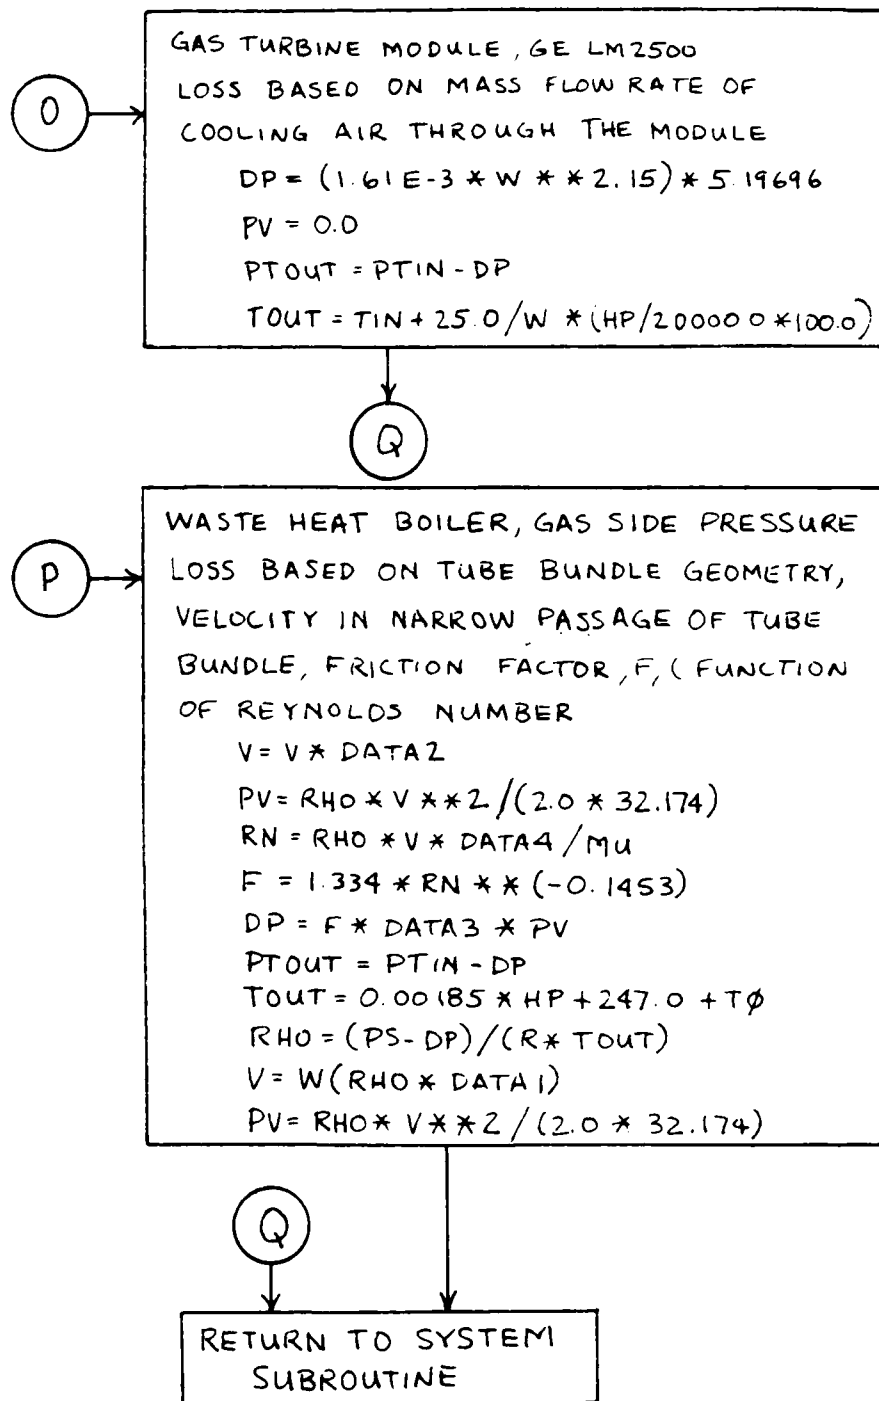 O
GAS TURBINE MODULE, GE LM2500
LOSS BASED ON MASS FLOW RATE OF
COOLING AIR THROUGH THE MODULE
DP = (1.61E-3 * W * * 2.15) * 5.19696
PV = 0.0
PTOUT = PTIN - DP
TOUT = TIN + 25.0/W * (HP/20000 0 * 100.0)
Q
P
WASTE HEAT BOILER, GAS SIDE PRESSURE
LOSS BASED ON TUBE BUNDLE GEOMETRY,
VELOCITY IN NARROW PASSAGE OF TUBE
BUNDLE, FRICTION FACTOR, F, ( FUNCTION
OF REYNOLDS NUMBER
V = V * DATA2
PV = RHO * V * * 2 / (2.0 * 32.174)
RN = RHO * V * DATA4 / MU
F = 1.334 * RN * * (-0.1453)
DP = F * DATA3 * PV
PTOUT = PTIN - DP
TOUT = 0.00185 * HP + 247.0 + TØ
RHO = (PS - DP) / (R * TOUT)
V = W(RHO * DATA1)
PV = RHO * V * * 2 / (2.0 * 32.174)
Q
RETURN TO SYSTEM
SUBROUTINE